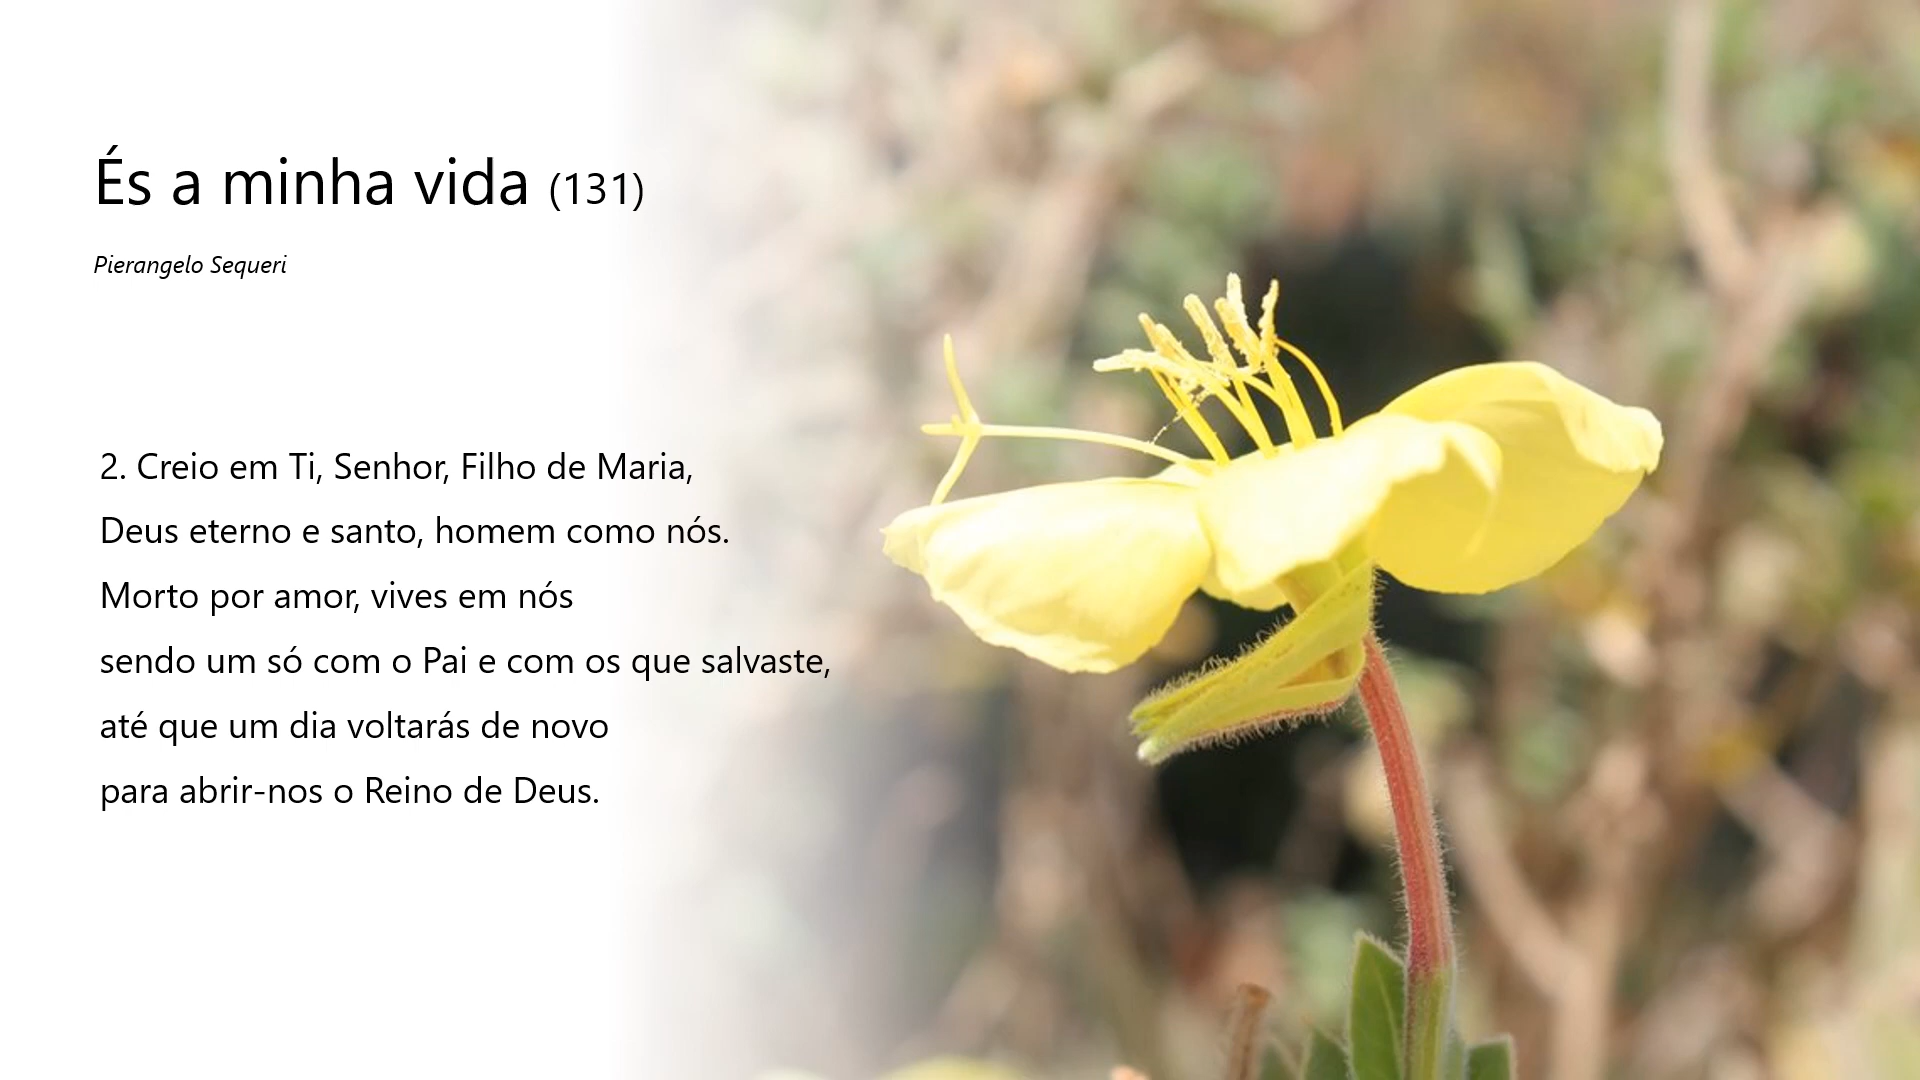 És a minha vida (131)
Pierangelo Sequeri
2. Creio em Ti, Senhor, Filho de Maria,
Deus eterno e santo, homem como nós.
Morto por amor, vives em nós
sendo um só com o Pai e com os que salvaste,
até que um dia voltarás de novo
para abrir-nos o Reino de Deus.